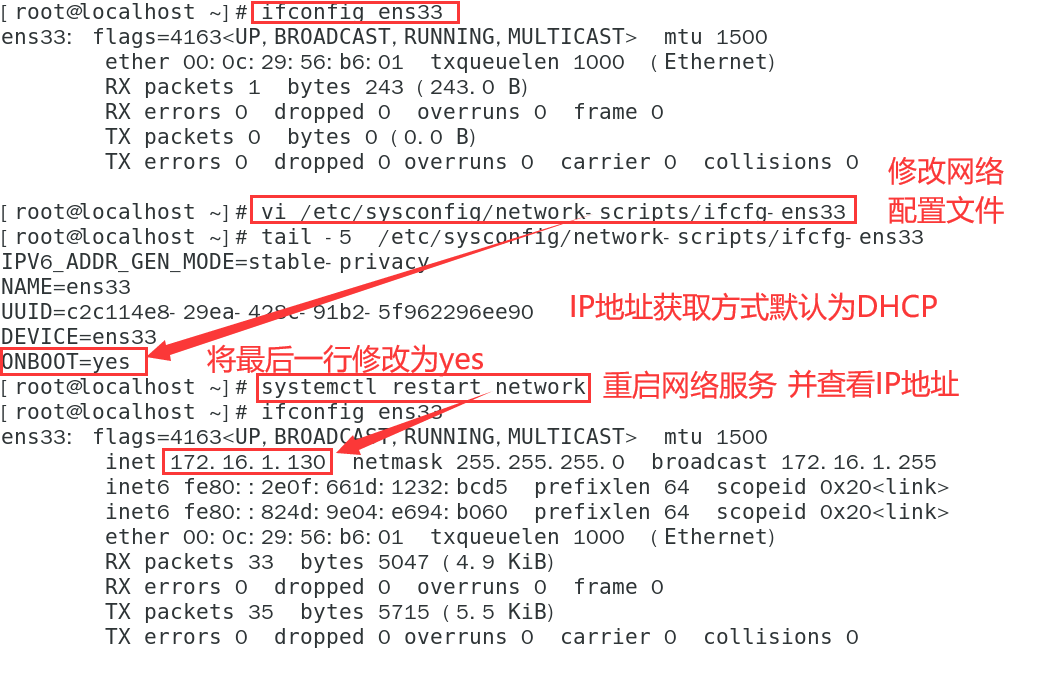 [root@localhost ~]# ifconfig ens33
ens33: flags=4163<UP,BROADCAST,RUNNING,MULTICAST>  mtu 1500
ether 00:0c:29:56:b6:01  txqueuelen 1000  (Ethernet)
RX packets 1  bytes 243 (243.0 B)
RX errors 0  dropped 0  overruns 0  frame 0
TX packets 0  bytes 0 (0.0 B)
TX errors 0  dropped 0 overruns 0  carrier 0  collisions 0
修改网络
配置文件
[root@localhost ~]# vi /etc/sysconfig/network-scripts/ifcfg-ens33
[root@localhost ~]# tail -5  /etc/sysconfig/network-scripts/ifcfg-ens33
IPV6_ADDR_GEN_MODE=stable-privacy
NAME=ens33
UUID=c2c114e8-29ea-428c-91b2-5f962296ee90
IP地址获取方式默认为DHCP
DEVICE=ens33
ONBOOT=yes
将最后一行修改为yes
[root@localhost ~]# systemctl restart network
重启网络服务 并查看IP地址
[root@localhost ~]# ifconfig ens33
ens33: flags=4163<UP,BROADCAST,RUNNING,MULTICAST>  mtu 1500
inet 172.16.1.130  netmask 255.255.255.0  broadcast 172.16.1.255
inet6 fe80::2e0f:661d:1232:bcd5  prefixlen 64  scopeid 0x20<link>
inet6 fe80::824d:9e04:e694:b060  prefixlen 64  scopeid 0x20<link>
ether 00:0c:29:56:b6:01  txqueuelen 1000  (Ethernet)
RX packets 33  bytes 5047 (4.9 KiB)
RX errors 0  dropped 0  overruns 0  frame 0
TX packets 35  bytes 5715 (5.5 KiB)
TX errors 0  dropped 0 overruns 0  carrier 0  collisions 0